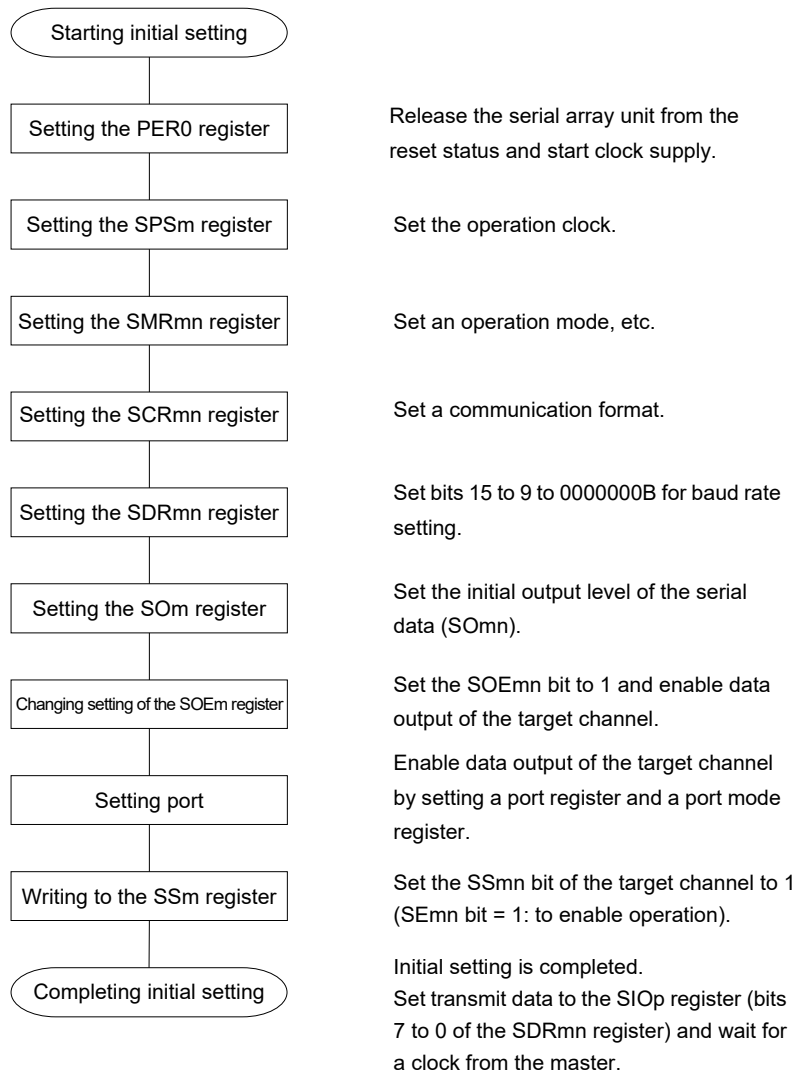 Starting initial setting
Setting the PER0 register
Release the serial array unit from the
reset status and start clock supply.
Setting the SPSm register
Set the operation clock.
Setting the SMRmn register
Set an operation mode, etc.
Setting the SCRmn register
Set a communication format.
Setting the SDRmn register
Set bits 15 to 9 to 0000000B for baud rate
setting.
Setting the SOm register
Set the initial output level of the serial
data (SOmn).
Changing setting of the SOEm register
Set the SOEmn bit to 1 and enable data
output of the target channel.
Setting port
Enable data output of the target channel
by setting a port register and a port mode
register.
Writing to the SSm register
Set the SSmn bit of the target channel to 1
(SEmn bit = 1: to enable operation).
Completing initial setting
Initial setting is completed.
Set transmit data to the SIOp register (bits
7 to 0 of the SDRmn register) and wait for
a clock from the master.